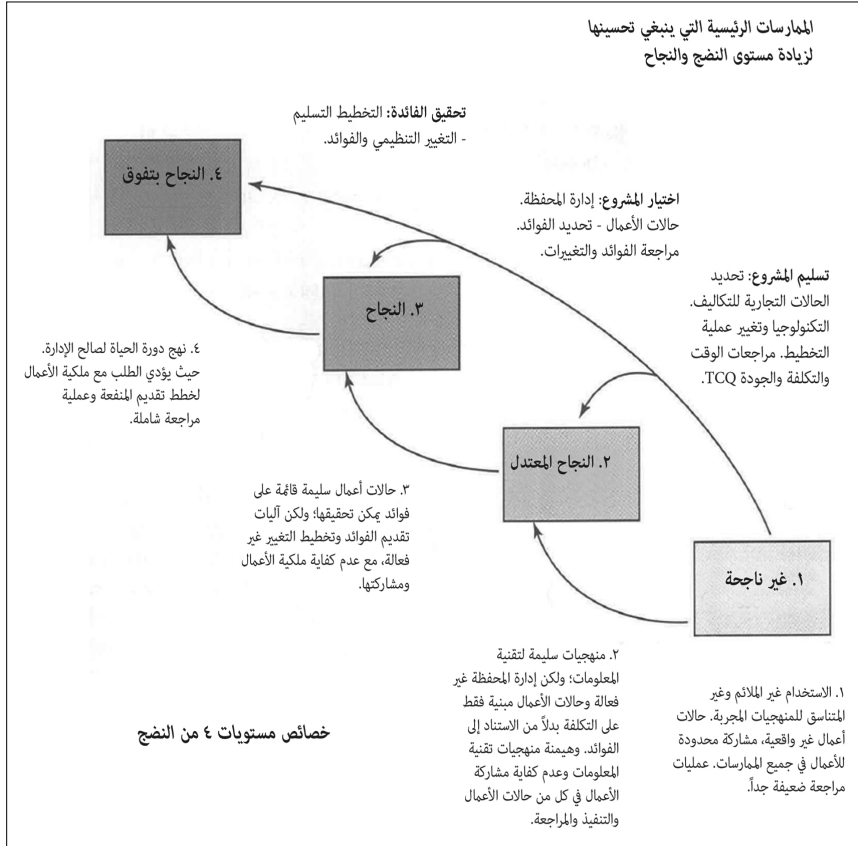 الممارسات الرئيسية التي ينبغي تحسينها
لزيادة مستوى النضج والنجاح
تحقيق الفائدة: التخطيط التسليم
- التغيير التنظيمي والفوائد.
٤. النجاح بتفوق
اختيار المشروع: إدارة المحفظة.
حالات الأعمال - تحديد الفوائد.
مراجعة الفوائد والتغييرات.
تسليم المشروع: تحديد
الحالات التجارية للتكاليف.
التكنولوجيا وتغيير عملية
التخطيط. مراجعات الوقت
والتكلفة والجودة TCQ.
٣. النجاح
٤. نهج دورة الحياة لصالح الإدارة.
حيث يؤدي الطلب مع ملكية الأعمال
لخطط تقديم المنفعة وعملية
مراجعة شاملة.
٢. النجاح المعتدل
٣. حالات أعمال سليمة قائمة على
فوائد يمكن تحقيقها؛ ولكن آليات
تقديم الفوائد وتخطيط التغيير غير
فعالة، مع عدم كفاية ملكية الأعمال
ومشاركتها.
١. غير ناجحة
٢. منهجيات سليمة لتقنية
المعلومات؛ ولكن إدارة المحفظة غير
فعالة وحالات الأعمال مبنية فقط
على التكلفة بدلاً من الاستناد إلى
الفوائد. وهيمنة منهجيات تقنية
المعلومات وعدم كفاية مشاركة
الأعمال في كل من حالات الأعمال
والتنفيذ والمراجعة.
١. الاستخدام غير الملائم وغير
المتناسق للمنهجيات المجربة. حالات
أعمال غير واقعية، مشاركة محدودة
للأعمال في جميع الممارسات. عمليات
مراجعة ضعيفة جداً.
خصائص مستويات ٤ من النضج